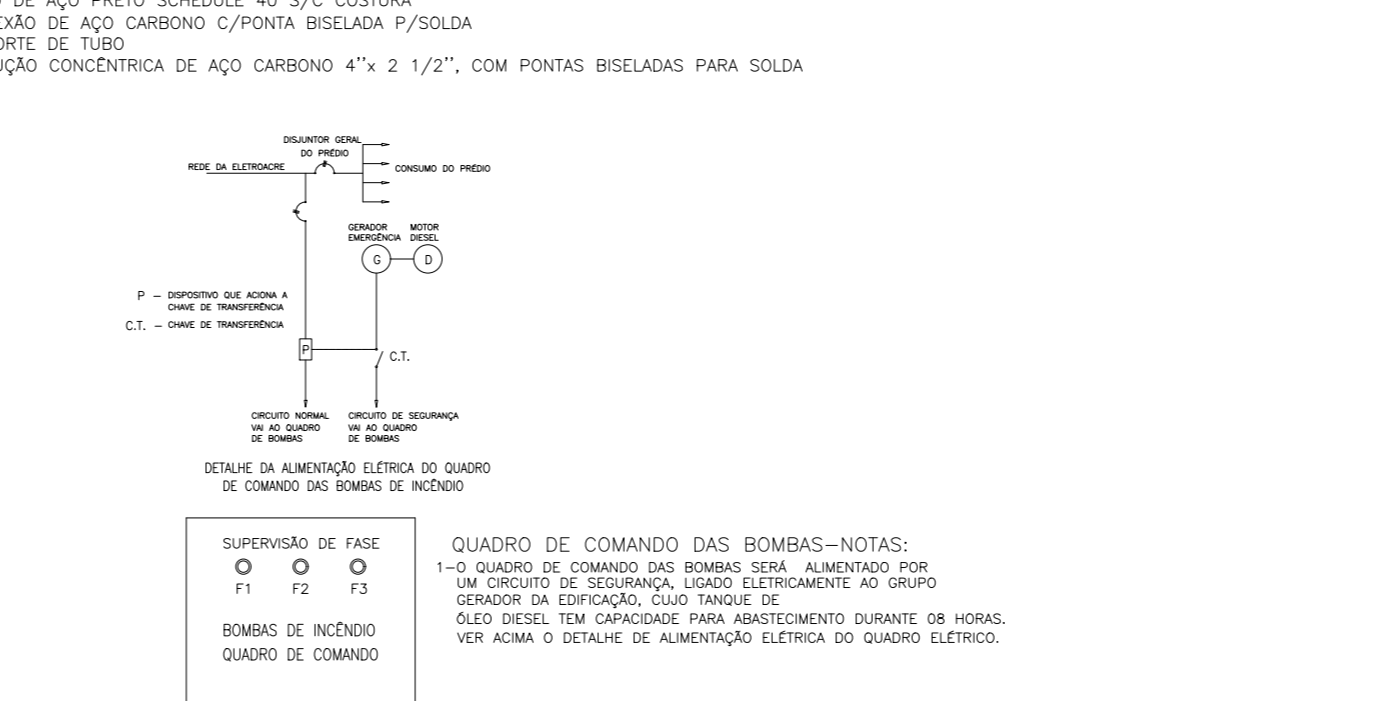 DE AÇO PRETO SCHEDULE 40 S/C COSTURA
EXÃO DE AÇO CARBONO C/PONTA BISELADA P/SOLDA
ORTE DE TUBO
UÇÃO CONCÊNTRICA DE AÇO CARBONO 4''x 2 1/2'', COM PONTAS BISELADAS PARA SOLDA
DISJUNTOR GERAL
DO PRÉDIO
REDE DA ELETROACRE
CONSUMO DO PRÉDIO
GERADOR
EMERGÊNCIA
MOTOR
DIESEL
G
D
P – DISPOSITIVO QUE ACIONA A
CHAVE DE TRANSFERÊNCIA
C.T. – CHAVE DE TRANSFERÊNCIA
P
C.T.
CIRCUITO NORMAL
VAI AO QUADRO
DE BOMBAS
CIRCUITO DE SEGURANÇA
VAI AO QUADRO
DE BOMBAS
DETALHE DA ALIMENTAÇÃO ELÉTRICA DO QUADRO
DE COMANDO DAS BOMBAS DE INCÊNDIO
SUPERVISÃO DE FASE
F1 F2 F3
BOMBAS DE INCÊNDIO
QUADRO DE COMANDO
QUADRO DE COMANDO DAS BOMBAS–NOTAS:
1–O QUADRO DE COMANDO DAS BOMBAS SERÁ ALIMENTADO POR
UM CIRCUITO DE SEGURANÇA, LIGADO ELETRICAMENTE AO GRUPO
GERADOR DA EDIFICAÇÃO, CUJO TANQUE DE
ÓLEO DIESEL TEM CAPACIDADE PARA ABASTECIMENTO DURANTE 08 HORAS.
VER ACIMA O DETALHE DE ALIMENTAÇÃO ELÉTRICA DO QUADRO ELÉTRICO.